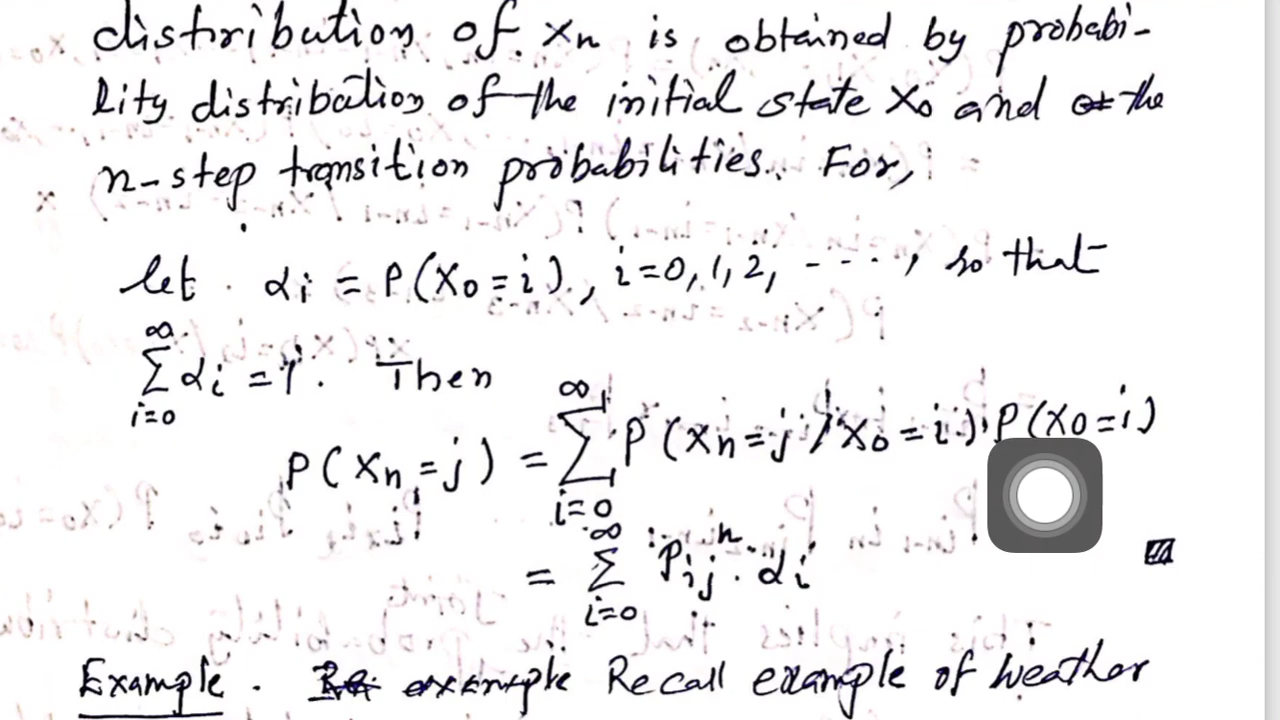 distribution of Xn is obtained by probabi-
lity distribution of the initial state X₀ and of the
n-step transition probabilities. For,
let αi = P(X₀ = i), i = 0, 1, 2, - - - ·, so that
∞
Σ αi = 1. Then
i=0
∞
P(Xn = j) = Σ P(Xn = j / X₀ = i) · P(X₀ = i)
i=0
∞
= Σ Pijⁿ · αi
i=0
Example. Recall example of weather